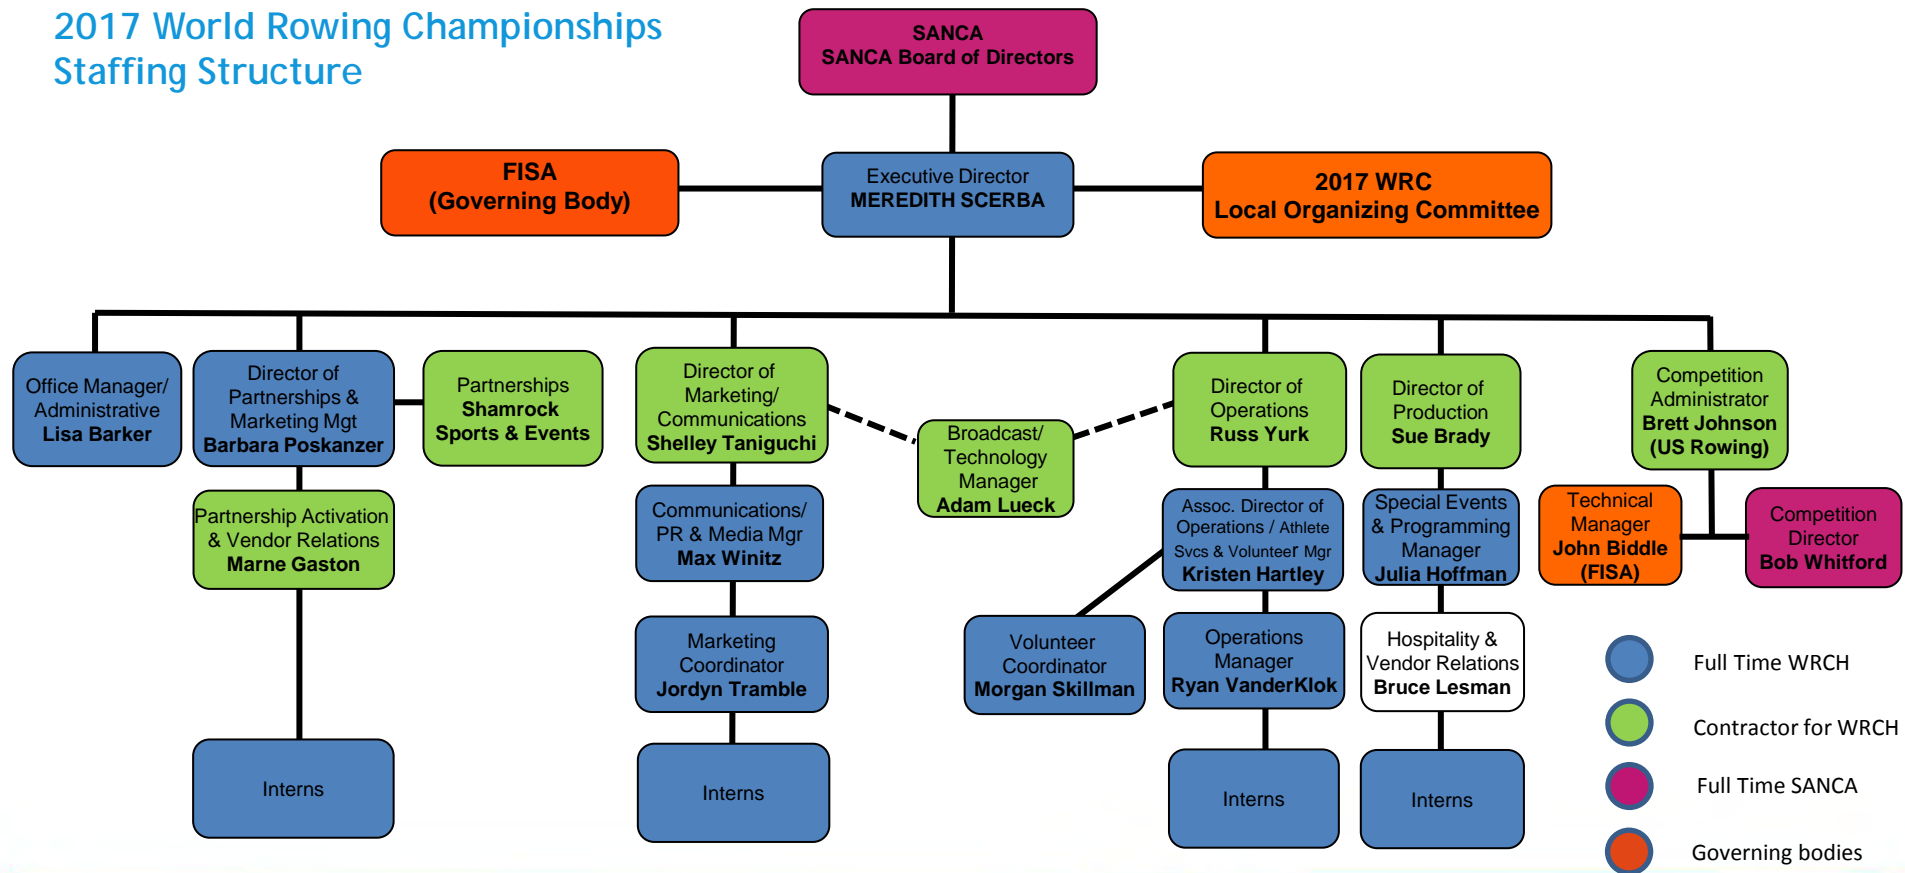 2017 World Rowing Championships
Staffing Structure
SANCA
SANCA Board of Directors
FISA
(Governing Body)
Executive Director
MEREDITH SCERBA
2017 WRC
Local Organizing Committee
Office Manager/
Administrative
Lisa Barker
Director of
Partnerships &
Marketing Mgt
Barbara Poskanzer
Partnerships
Shamrock
Sports & Events
Director of
Marketing/
Communications
Shelley Taniguchi
Broadcast/
Technology
Manager
Adam Lueck
Director of
Operations
Russ Yurk
Director of
Production
Sue Brady
Competition
Administrator
Brett Johnson
(US Rowing)
Partnership Activation
& Vendor Relations
Marne Gaston
Communications/
PR & Media Mgr
Max Winitz
Assoc. Director of
Operations / Athlete
Svcs & Volunteer Mgr
Kristen Hartley
Special Events
& Programming
Manager
Julia Hoffman
Technical
Manager
John Biddle
(FISA)
Competition
Director
Bob Whitford
Marketing
Coordinator
Jordyn Tramble
Volunteer
Coordinator
Morgan Skillman
Operations
Manager
Ryan VanderKlok
Hospitality &
Vendor Relations
Bruce Lesman
Interns
Interns
Interns
Interns
Full Time WRCH
Contractor for WRCH
Full Time SANCA
Governing bodies